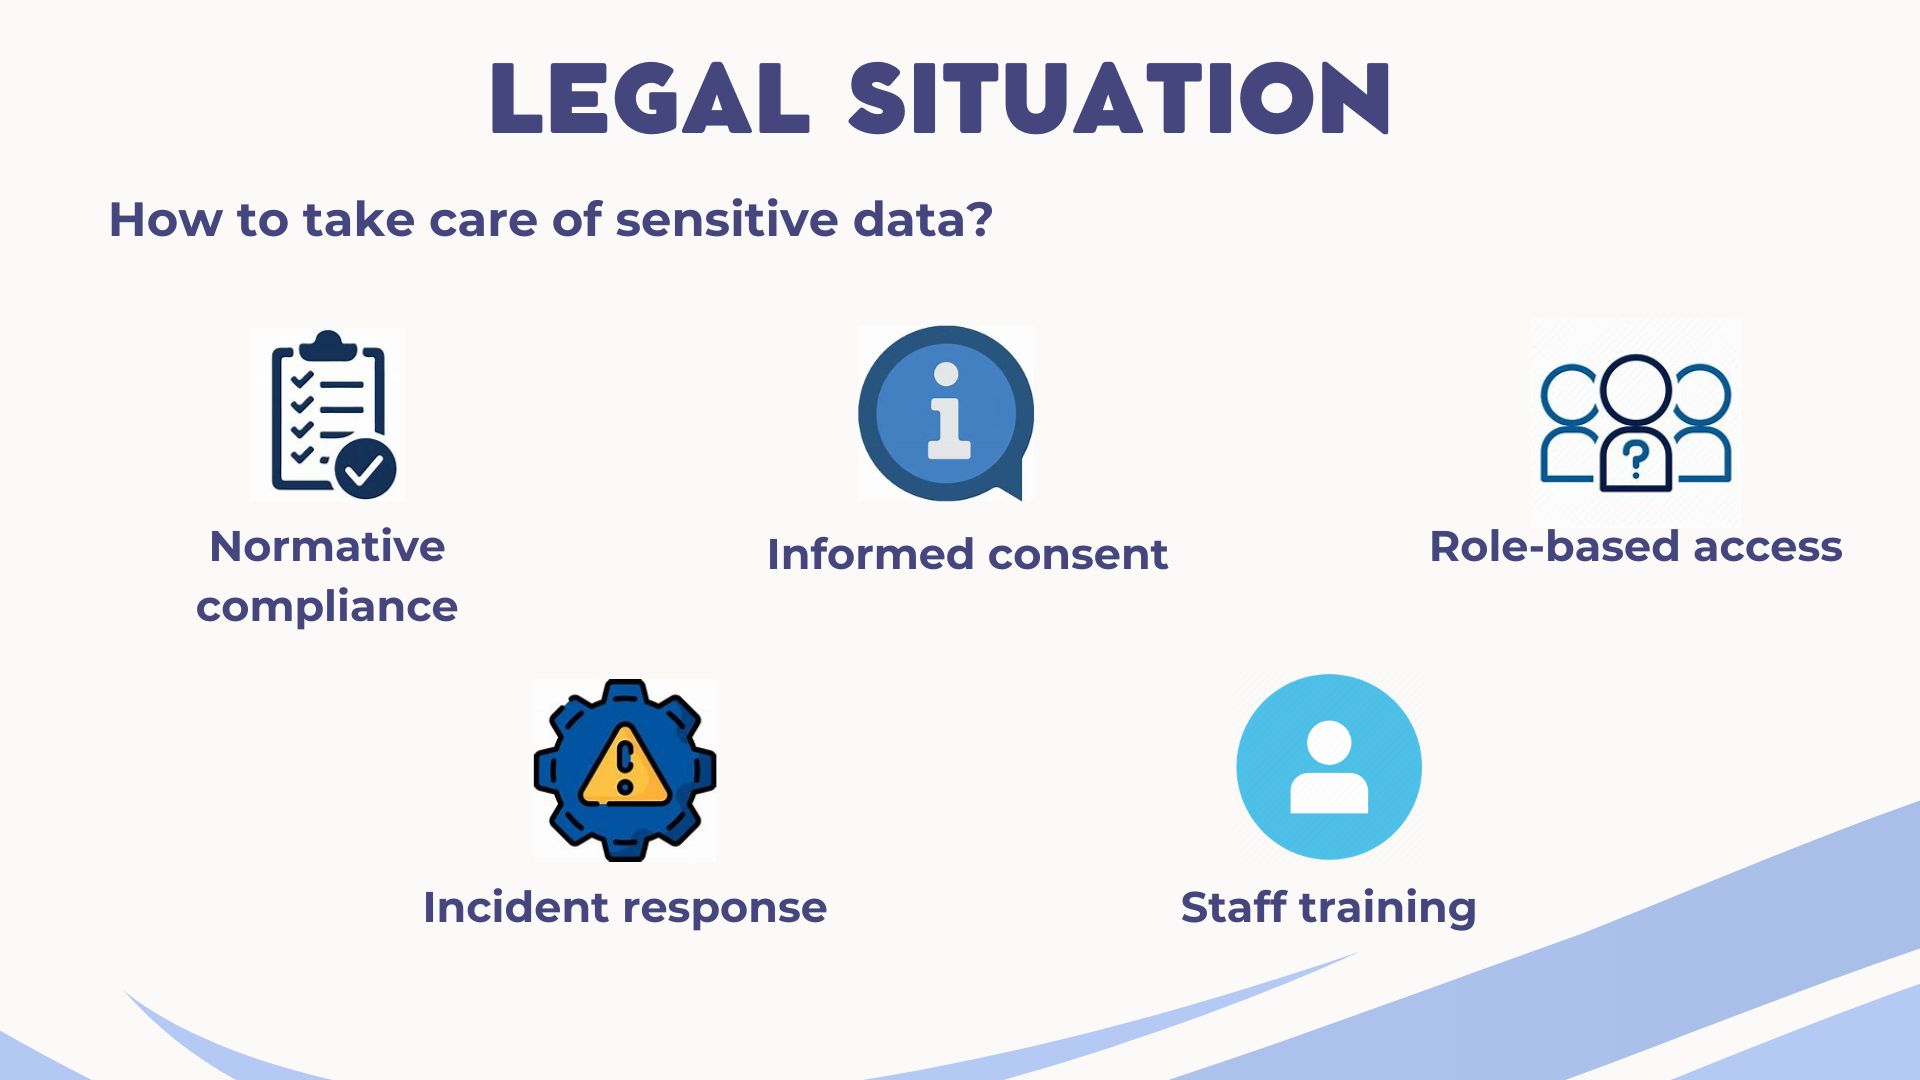 LEGAL SITUATION
How to take care of sensitive data?
Normative
compliance
Informed consent
Role-based access
Incident response
Staff training